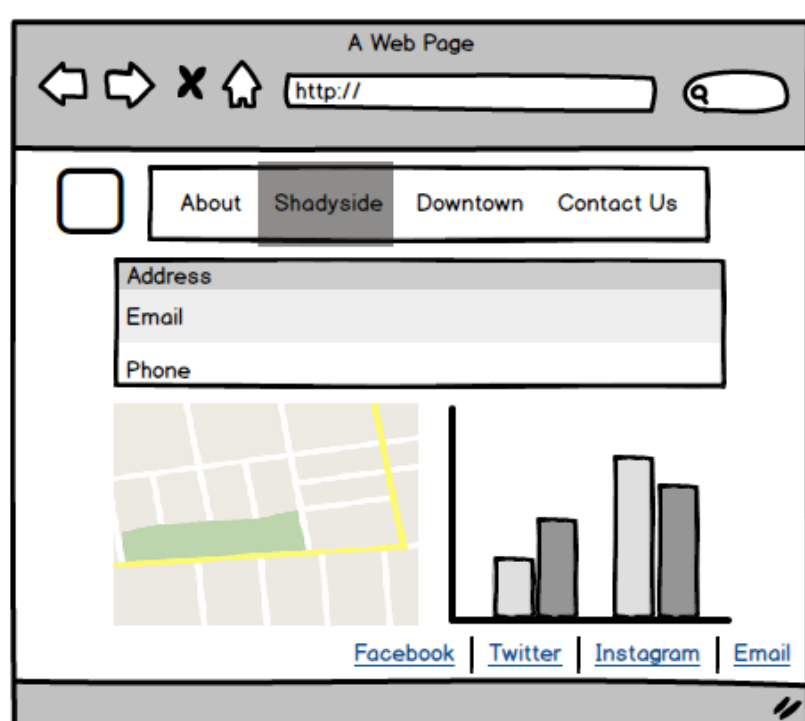 A Web Page
http://
About Shadyside Downtown Contact Us
Address
Email
Phone
Facebook Twitter Instagram Email